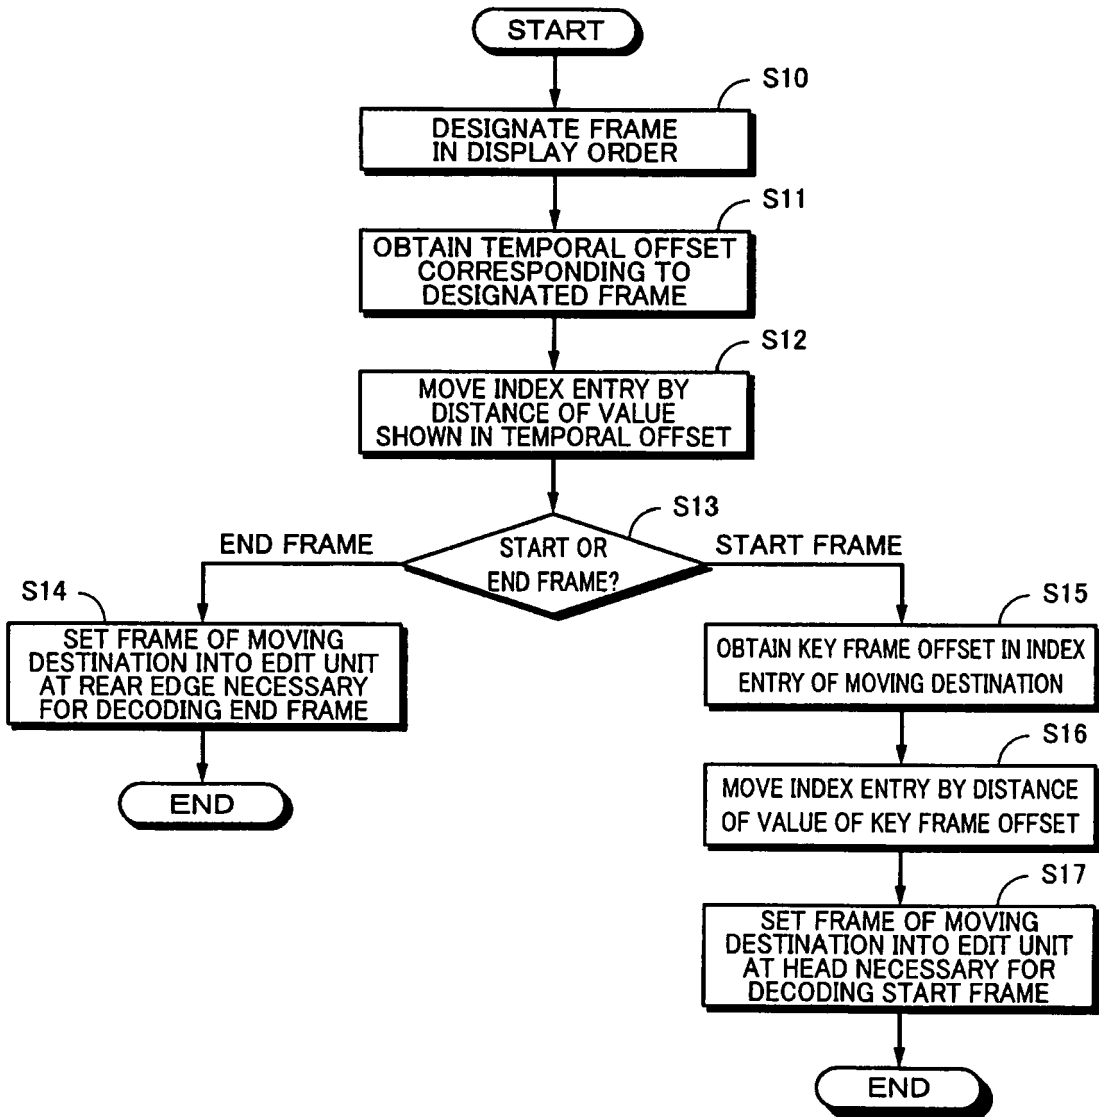 START
S10
DESIGNATE FRAME
IN DISPLAY ORDER
S11
OBTAIN TEMPORAL OFFSET
CORRESPONDING TO
DESIGNATED FRAME
S12
MOVE INDEX ENTRY BY
DISTANCE OF VALUE
SHOWN IN TEMPORAL OFFSET
S13
START OR
END FRAME?
END FRAME
START FRAME
S14
SET FRAME OF MOVING
DESTINATION INTO EDIT UNIT
AT REAR EDGE NECESSARY
FOR DECODING END FRAME
END
S15
OBTAIN KEY FRAME OFFSET IN INDEX
ENTRY OF MOVING DESTINATION
S16
MOVE INDEX ENTRY BY DISTANCE
OF VALUE OF KEY FRAME OFFSET
S17
SET FRAME OF MOVING
DESTINATION INTO EDIT UNIT
AT HEAD NECESSARY FOR
DECODING START FRAME
END